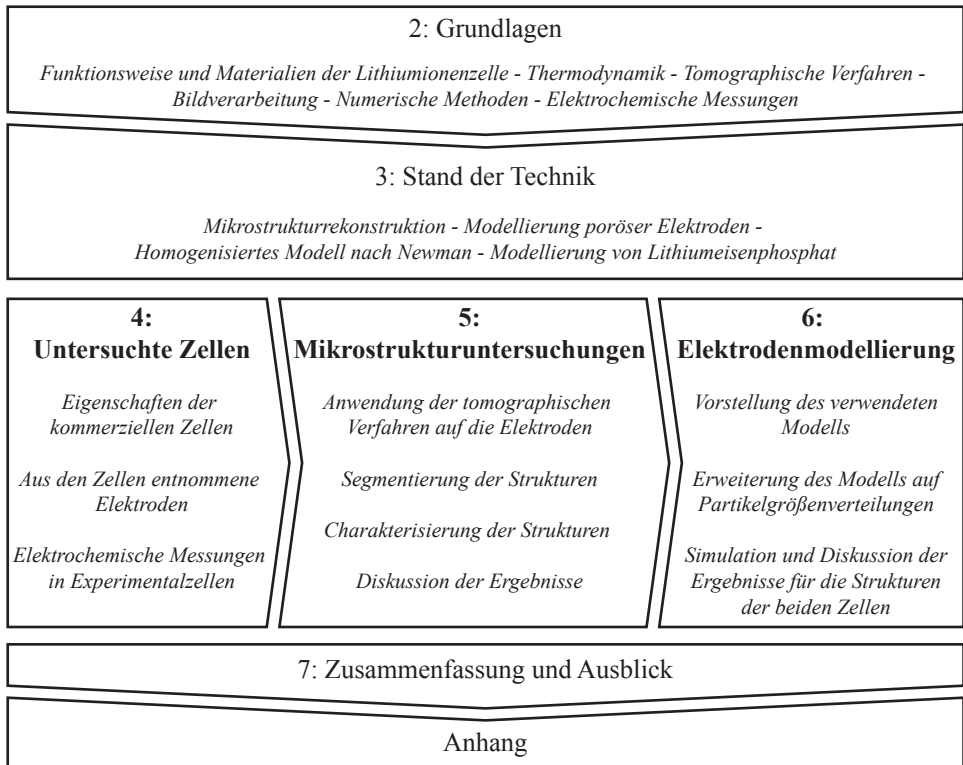 2: Grundlagen
Funktionsweise und Materialien der Lithiumionenzelle - Thermodynamik - Tomographische Verfahren -
Bildverarbeitung - Numerische Methoden - Elektrochemische Messungen
3: Stand der Technik
Mikrostrukturrekonstruktion - Modellierung poröser Elektroden -
Homogenisiertes Modell nach Newman - Modellierung von Lithiumeisenphosphat
4:
Untersuchte Zellen
Eigenschaften der
kommerziellen Zellen
Aus den Zellen entnommene
Elektroden
Elektrochemische Messungen
in Experimentalzellen
5:
Mikrostrukturuntersuchungen
Anwendung der tomographischen
Verfahren auf die Elektroden
Segmentierung der Strukturen
Charakterisierung der Strukturen
Diskussion der Ergebnisse
6:
Elektrodenmodellierung
Vorstellung des verwendeten
Modells
Erweiterung des Modells auf
Partikelgrößenverteilungen
Simulation und Diskussion der
Ergebnisse für die Strukturen
der beiden Zellen
7: Zusammenfassung und Ausblick
Anhang